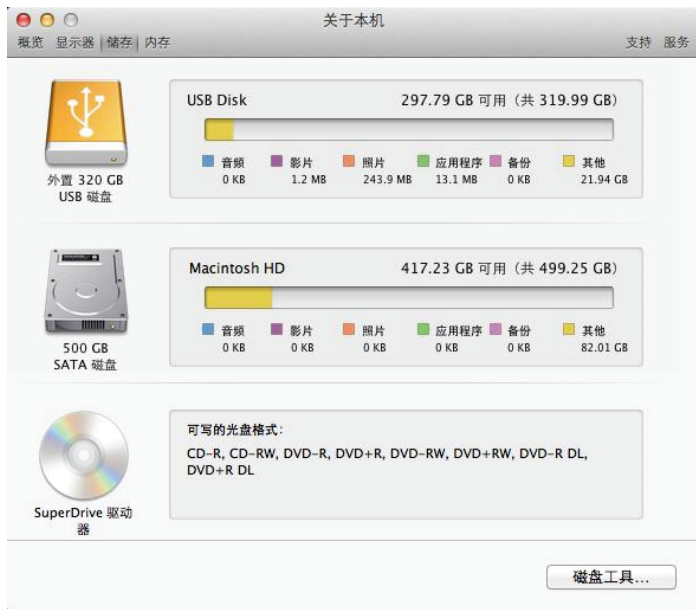 关于本机
概览 显示器 储存 内存 支持 服务
USB Disk 297.79 GB 可用（共 319.99 GB）
音频 影片 照片 应用程序 备份 其他
0 KB 1.2 MB 243.9 MB 13.1 MB 0 KB 21.94 GB
外置 320 GB
USB 磁盘
Macintosh HD 417.23 GB 可用（共 499.25 GB）
音频 影片 照片 应用程序 备份 其他
0 KB 0 KB 0 KB 0 KB 0 KB 82.01 GB
500 GB
SATA 磁盘
可写的光盘格式：
CD-R, CD-RW, DVD-R, DVD+R, DVD-RW, DVD+RW, DVD-R DL,
DVD+R DL
SuperDrive 驱动
器
磁盘工具...